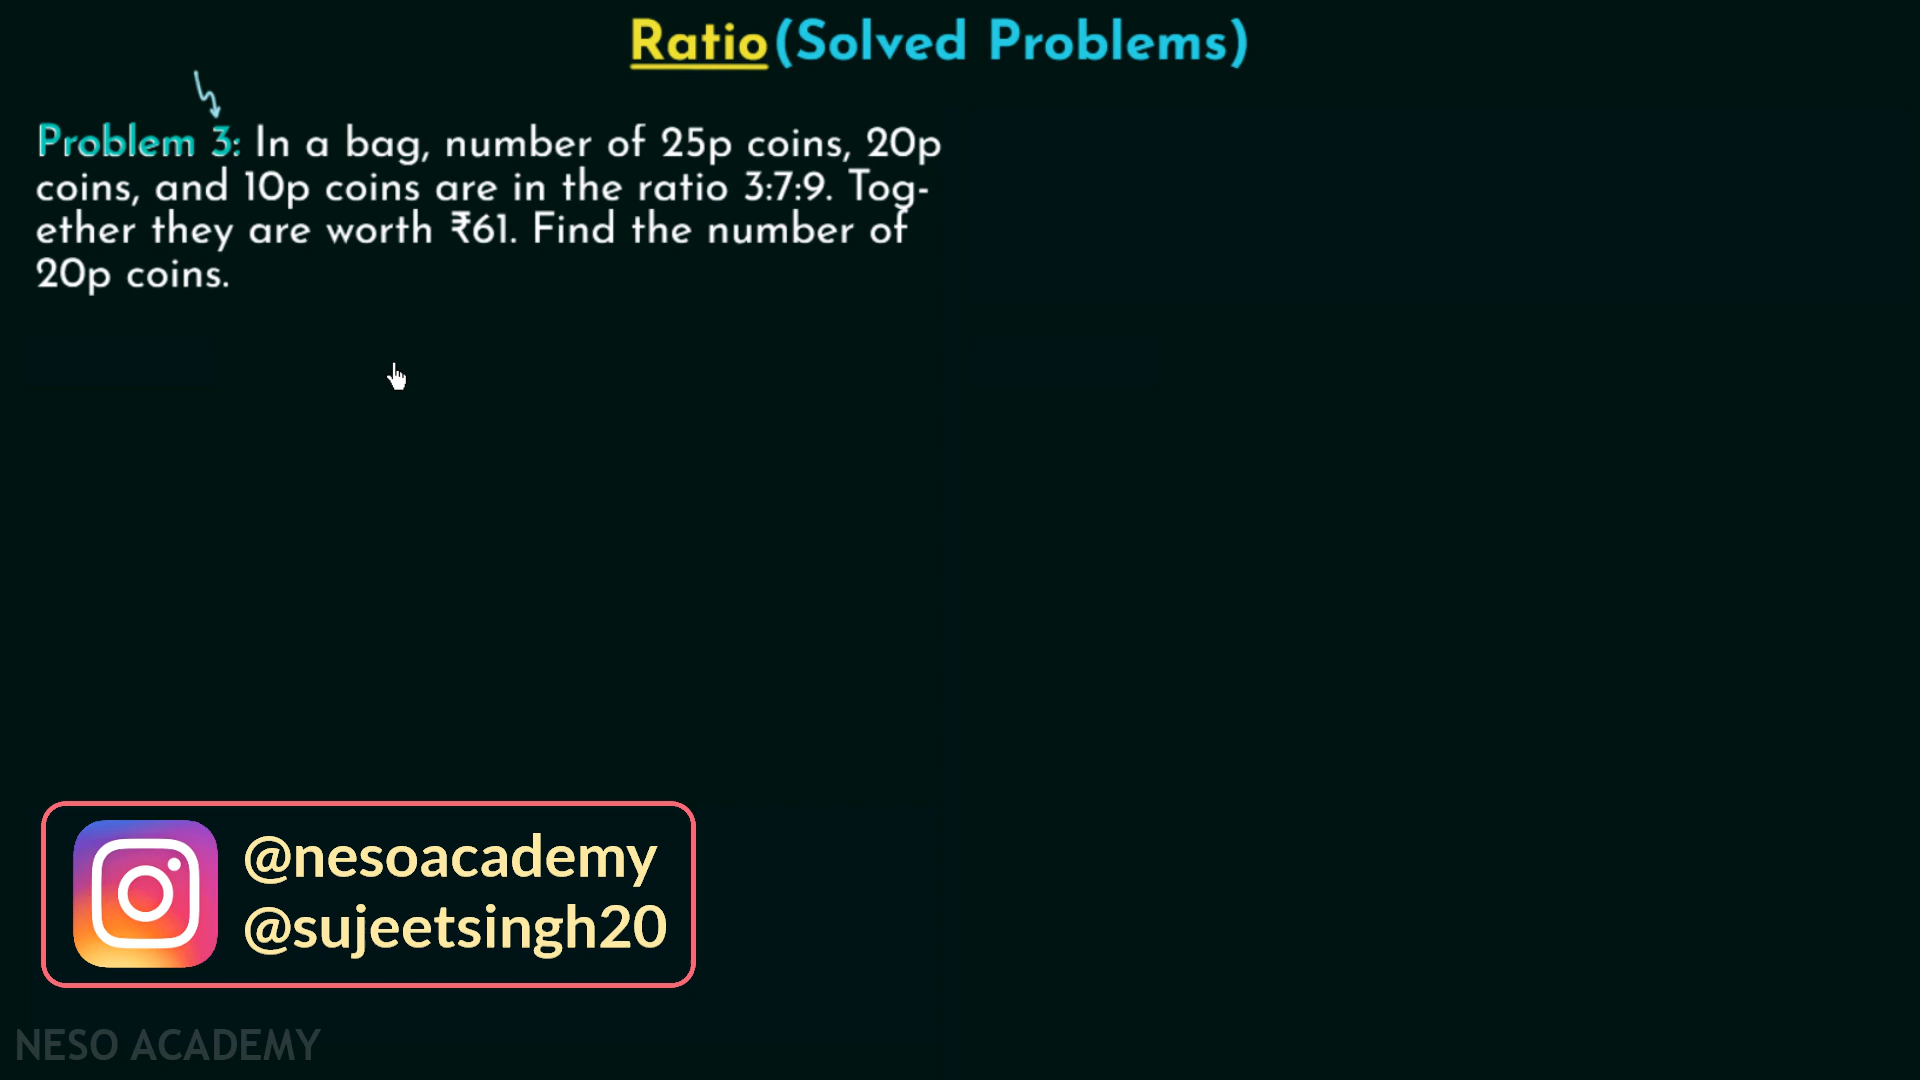 Ratio (Solved Problems)
Problem 3: In a bag, number of 25p coins, 20p
coins, and 10p coins are in the ratio 3:7:9. Tog-
ether they are worth ₹61. Find the number of
20p coins.
@nesoacademy
@sujeetsingh20
NESO ACADEMY